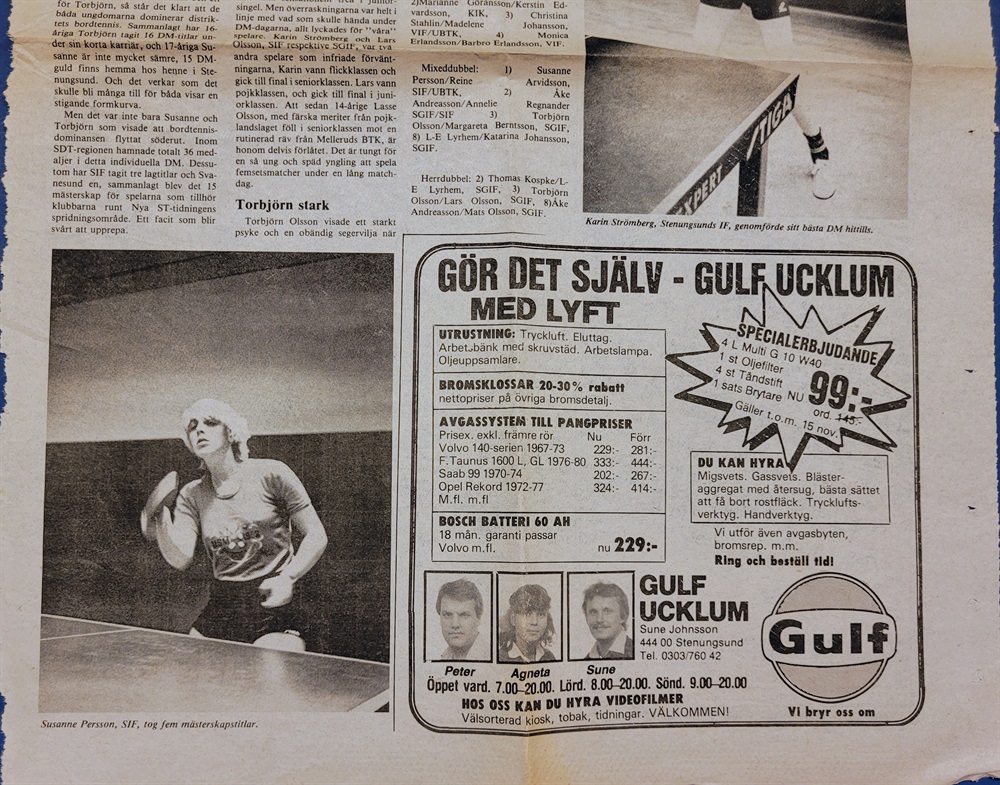 för Torbjörn, så står det klart att de
båda ungdomarna dominerar distrik-
tets bordtennis. Sammanlagt har 16-
åriga Torbjörn tagit 16 DM-titlar un-
der sin korta karriär, och 17-åriga Su-
sanne är inte mycket sämre, 15 DM-
guld finns hemma hos henne i Ste-
nungsund. Och det verkar som det
skulle bli många till för båda visar en
stigande formkurva.
Men det var inte bara Susanne och
Torbjörn som visade att bordtennis-
dominansen flyttat söderut. Inom
SDT-regionen hamnade totalt 36 med-
aljer i detta individuella DM. Dessu-
tom har SIF tagit tre lagtitlar och Sva-
nesund en, sammanlagt blev det 15
mästerskap för spelarna som tillhör
klubbarna runt Nya ST-tidningens
spridningsområde. Ett facit som blir
svårt att upprepa.
singel. Men överraskningarna var helt i
linje med vad som skulle hända under
DM-dagarna, allt lyckades för "våra"
spelare. Karin Strömberg och Lars
Olsson, SIF respektive SGIF, var två
andra spelare som infriade förvänt-
ningarna, Karin vann flickklassen och
gick till final i seniorklassen. Lars vann
pojkklassen, och gick till final i juni-
orklassen. Att sedan 14-årige Lasse
Olsson, med färska meriter från pojk-
landslaget föll i seniorklassen mot en
rutinerad räv från Melleruds BTK, är
honom delvis förlåtet. Det är tungt för
en så ung och späd yngling att spela
femsetsmatcher under en lång match-
dag.
Torbjörn stark
Torbjörn Olsson visade ett starkt
psyke och en obändig segervilja när
2)Marianne Göransson/Kerstin Ed-
vardsson, KIK, 3) Christina
Stahlin/Madelene Johansson,
VIF/UBTK, 4) Monica
Erlandsson/Barbro Erlandsson, VIF.
Mixeddubbel: 1) Susanne
Persson/Reine Arvidsson,
SIF/UBTK, 2) Åke
Andreasson/Annelie Regnander
SGIF/SIF 3) Torbjörn
Olsson/Margareta Berntsson, SGIF,
8) L-E Lyrhem/Katarina Johansson,
SGIF.
Herrdubbel: 2) Thomas Kospke/L-
E Lyrhem, SGIF, 3) Torbjörn
Olsson/Lars Olsson, SGIF, 8)Åke
Andreasson/Mats Olsson, SGIF.
EXPERT STIGA
Karin Strömberg, Stenungsunds IF, genomförde sitt bästa DM hittills.
Susanne Persson, SIF, tog fem mästerskapstitlar.
GÖR DET SJÄLV - GULF UCKLUM
MED LYFT
UTRUSTNING: Tryckluft. Eluttag.
Arbetsbänk med skruvstäd. Arbetslampa.
Oljeuppsamlare.
BROMSKLOSSAR 20-30% rabatt
nettopriser på övriga bromsdetalj.
AVGASSYSTEM TILL PANGPRISER
Prisex. exkl. främre rör Nu Förr
Volvo 140-serien 1967-73 229:- 281:-
F.Taunus 1600 L, GL 1976-80 333:- 444:-
Saab 99 1970-74 202:- 267:-
Opel Rekord 1972-77 324:- 414:-
M.fl. m.fl
BOSCH BATTERI 60 AH
18 mån. garanti passar
Volvo m.fl. nu 229:-
SPECIALERBJUDANDE
4 L Multi G 10 W40
1 st Oljefilter
4 st Tändstift
1 sats Brytare NU 99:-
ord. 145:-
Gäller t.o.m. 15 nov.
DU KAN HYRA
Migsvets. Gassvets. Bläster-
aggregat med återsug, bästa sättet
att få bort rostfläck. Trycklufts-
verktyg. Handverktyg.
Vi utför även avgasbyten,
bromsrep. m.m.
Ring och beställ tid!
Peter Agneta Sune
GULF
UCKLUM
Sune Johnsson
444 00 Stenungsund
Tel. 0303/760 42
Gulf
Vi bryr oss om
Öppet vard. 7.00-20.00. Lörd. 8.00-20.00. Sönd. 9.00-20.00
HOS OSS KAN DU HYRA VIDEOFILMER
Välsorterad kiosk, tobak, tidningar. VÄLKOMMEN!